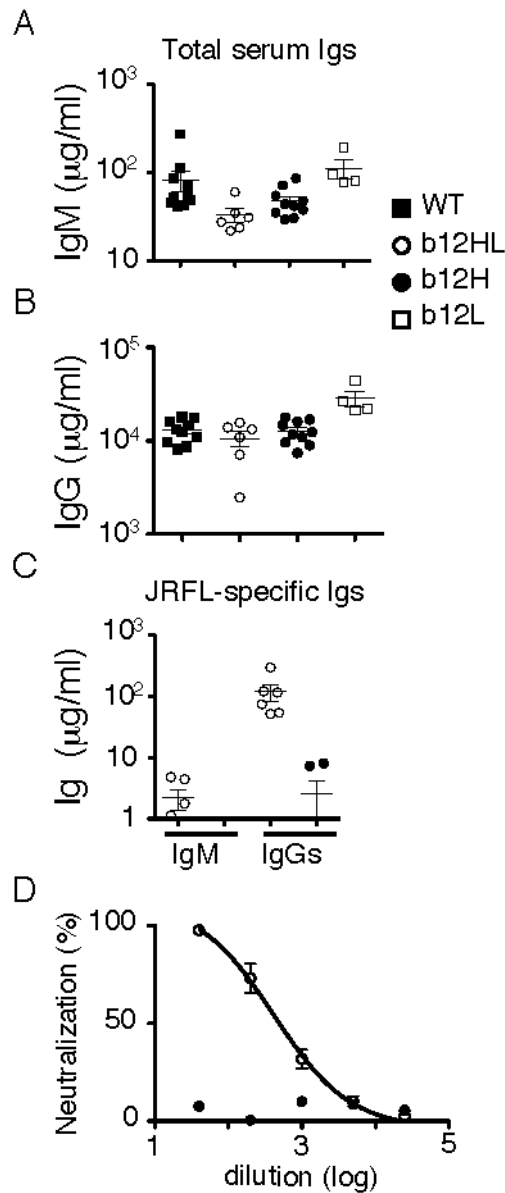 A
Total serum Igs
IgM (µg/ml)
10³
10²
10
WT
b12HL
b12H
b12L
B
IgG (µg/ml)
10⁵
10⁴
10³
C
JRFL-specific Igs
Ig (µg/ml)
10³
10²
10
1
IgM
IgGs
D
Neutralization (%)
100
50
0
1
3
5
dilution (log)